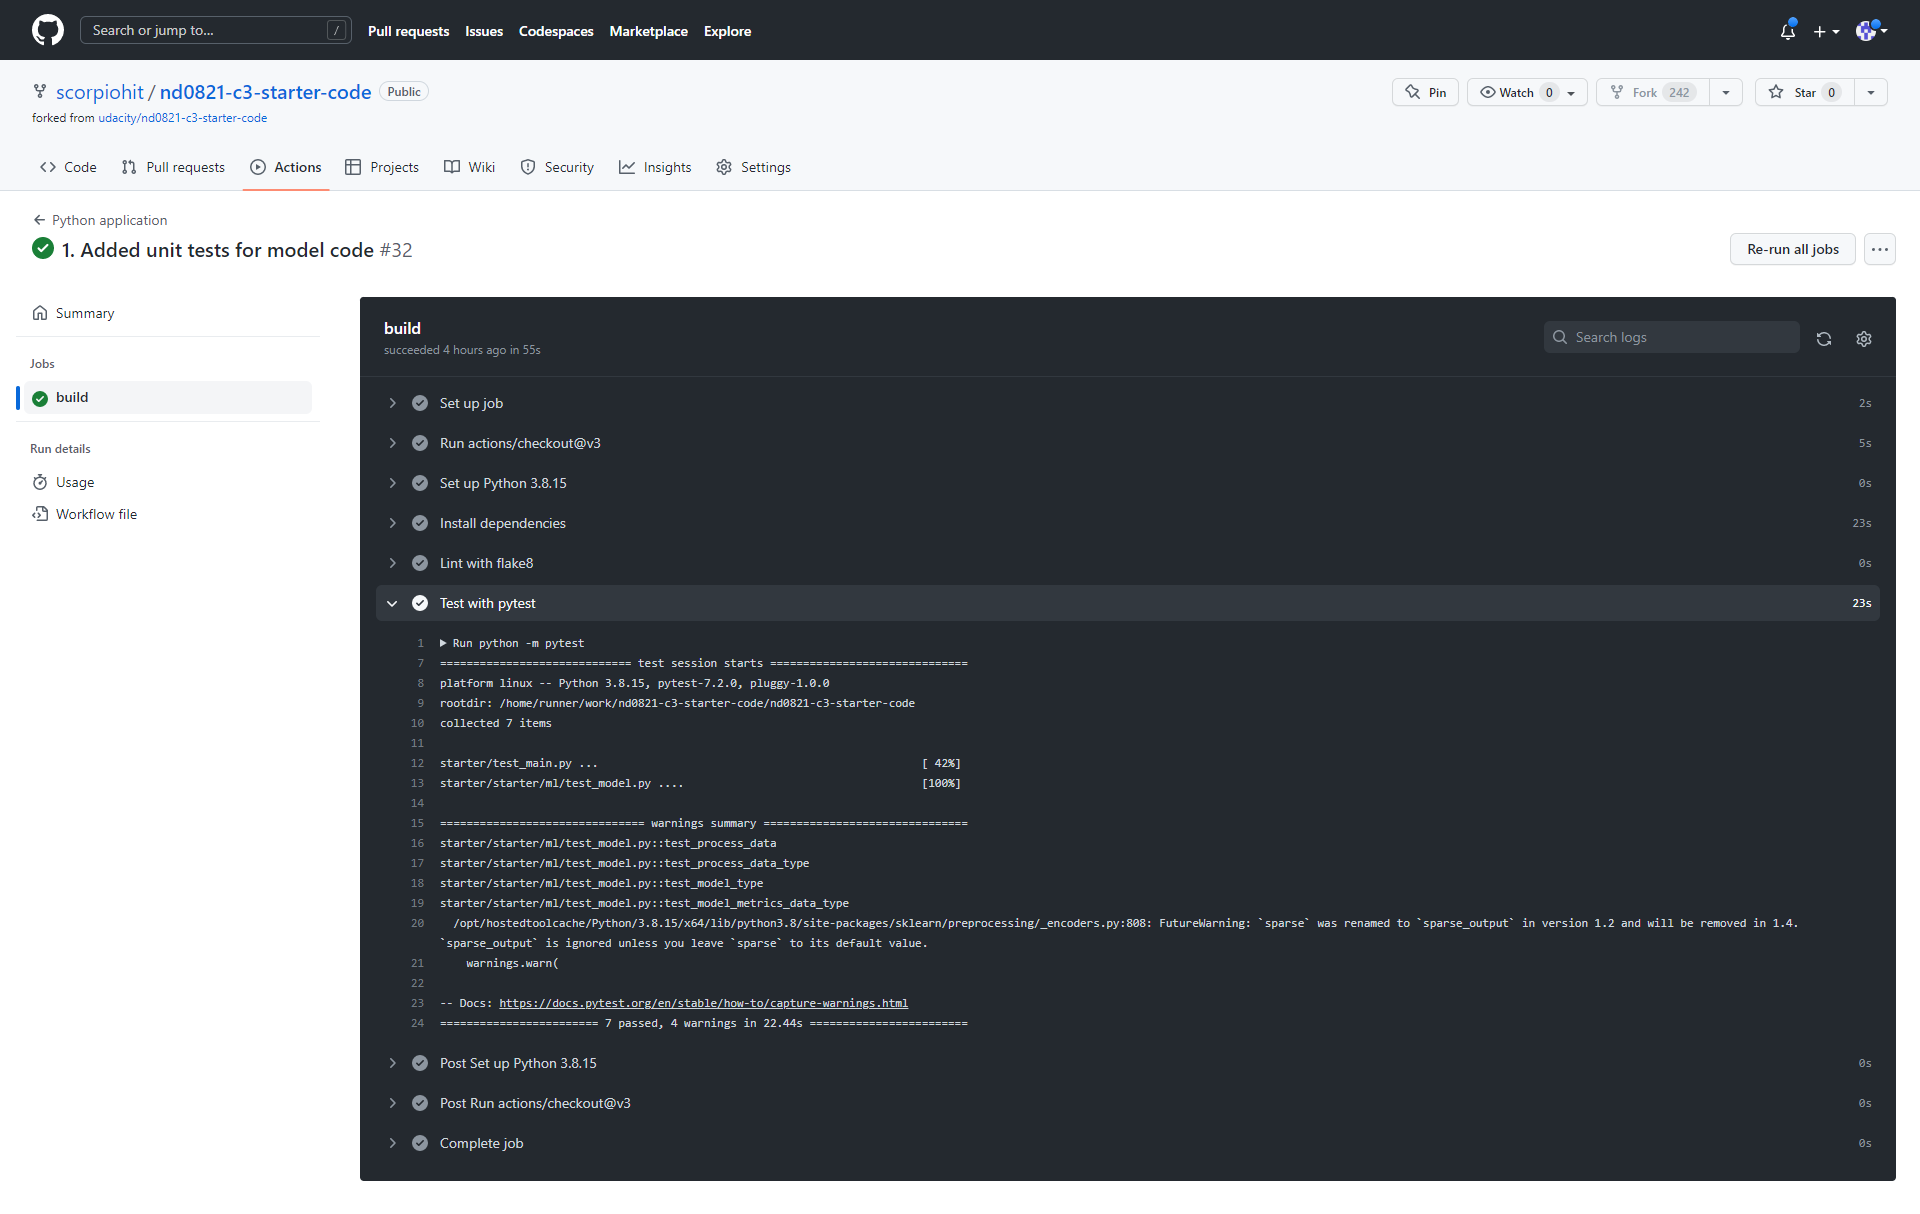 Search or jump to... / Pull requests Issues Codespaces Marketplace Explore
scorpiohit / nd0821-c3-starter-code Public Pin Watch 0 Fork 242 Star 0
forked from udacity/nd0821-c3-starter-code
Code Pull requests Actions Projects Wiki Security Insights Settings
Python application
1. Added unit tests for model code #32
Re-run all jobs ...
Summary
Jobs
build
Run details
Usage
Workflow file
build
succeeded 4 hours ago in 55s
Search logs
Set up job 2s
Run actions/checkout@v3 5s
Set up Python 3.8.15 0s
Install dependencies 23s
Lint with flake8 0s
Test with pytest 23s
1 Run python -m pytest
7 ============================= test session starts ==============================
8 platform linux -- Python 3.8.15, pytest-7.2.0, pluggy-1.0.0
9 rootdir: /home/runner/work/nd0821-c3-starter-code/nd0821-c3-starter-code
10 collected 7 items
11
12 starter/test_main.py ... [ 42%]
13 starter/starter/ml/test_model.py .... [100%]
14
15 =============================== warnings summary ===============================
16 starter/starter/ml/test_model.py::test_process_data
17 starter/starter/ml/test_model.py::test_process_data_type
18 starter/starter/ml/test_model.py::test_model_type
19 starter/starter/ml/test_model.py::test_model_metrics_data_type
20 /opt/hostedtoolcache/Python/3.8.15/x64/lib/python3.8/site-packages/sklearn/preprocessing/_encoders.py:808: FutureWarning: `sparse` was renamed to `sparse_output` in version 1.2 and will be removed in 1.4.
`sparse_output` is ignored unless you leave `sparse` to its default value.
21 warnings.warn(
22
23 -- Docs: https://docs.pytest.org/en/stable/how-to/capture-warnings.html
24 ======================== 7 passed, 4 warnings in 22.44s ========================
Post Set up Python 3.8.15 0s
Post Run actions/checkout@v3 0s
Complete job 0s